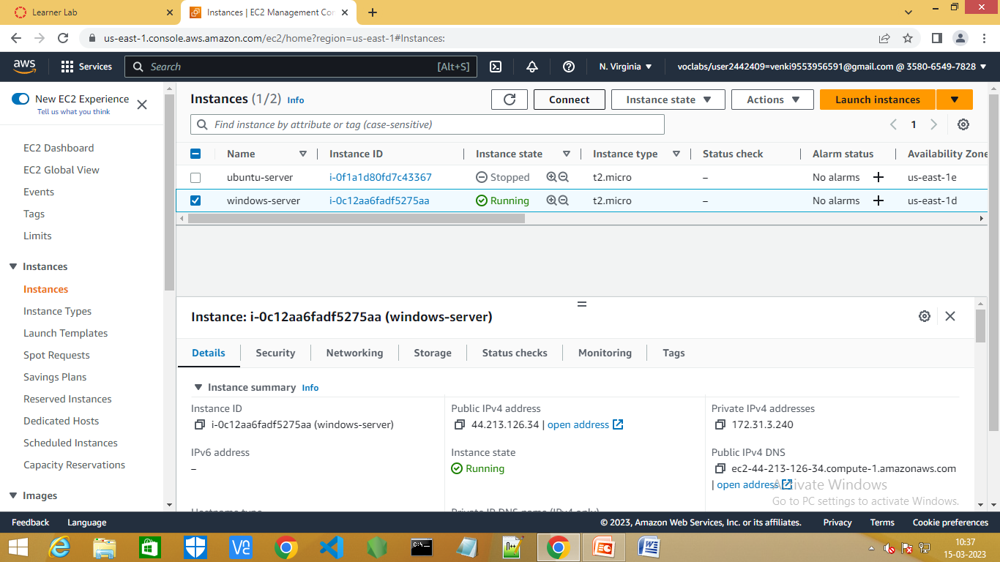 Learner Lab
Instances | EC2 Management Con
us-east-1.console.aws.amazon.com/ec2/home?region=us-east-1#Instances:
aws
Services
Search
[Alt+S]
N. Virginia
voclabs/user2442409=venki9553956591@gmail.com @ 3580-6549-7828
New EC2 Experience
Tell us what you think
EC2 Dashboard
EC2 Global View
Events
Tags
Limits
Instances
Instances
Instance Types
Launch Templates
Spot Requests
Savings Plans
Reserved Instances
Dedicated Hosts
Scheduled Instances
Capacity Reservations
Images
Instances (1/2) Info
Connect
Instance state
Actions
Launch instances
Find instance by attribute or tag (case-sensitive)
1
Name Instance ID Instance state Instance type Status check Alarm status Availability Zone
ubuntu-server i-0f1a1d80fd7c43367 Stopped t2.micro – No alarms + us-east-1e
windows-server i-0c12aa6fadf5275aa Running t2.micro – No alarms + us-east-1d
Instance: i-0c12aa6fadf5275aa (windows-server)
Details Security Networking Storage Status checks Monitoring Tags
Instance summary Info
Instance ID
i-0c12aa6fadf5275aa (windows-server)
Public IPv4 address
44.213.126.34 | open address
Private IPv4 addresses
172.31.3.240
IPv6 address
–
Instance state
Running
Public IPv4 DNS
ec2-44-213-126-34.compute-1.amazonaws.com
| open address
Hostname type
Private IP DNS name (IPv4 only)
Activate Windows
Go to PC settings to activate Windows.
Feedback Language
© 2023, Amazon Web Services, Inc. or its affiliates. Privacy Terms Cookie preferences
10:37
15-03-2023